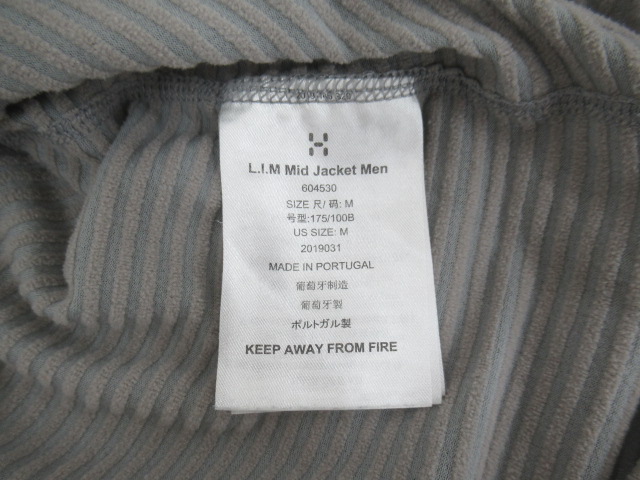 L.I.M Mid Jacket Men
604530
SIZE 尺/ 码: M
号型:175/100B
US SIZE: M
2019031
MADE IN PORTUGAL
葡萄牙制造
葡萄牙製
ポルトガル製
KEEP AWAY FROM FIRE